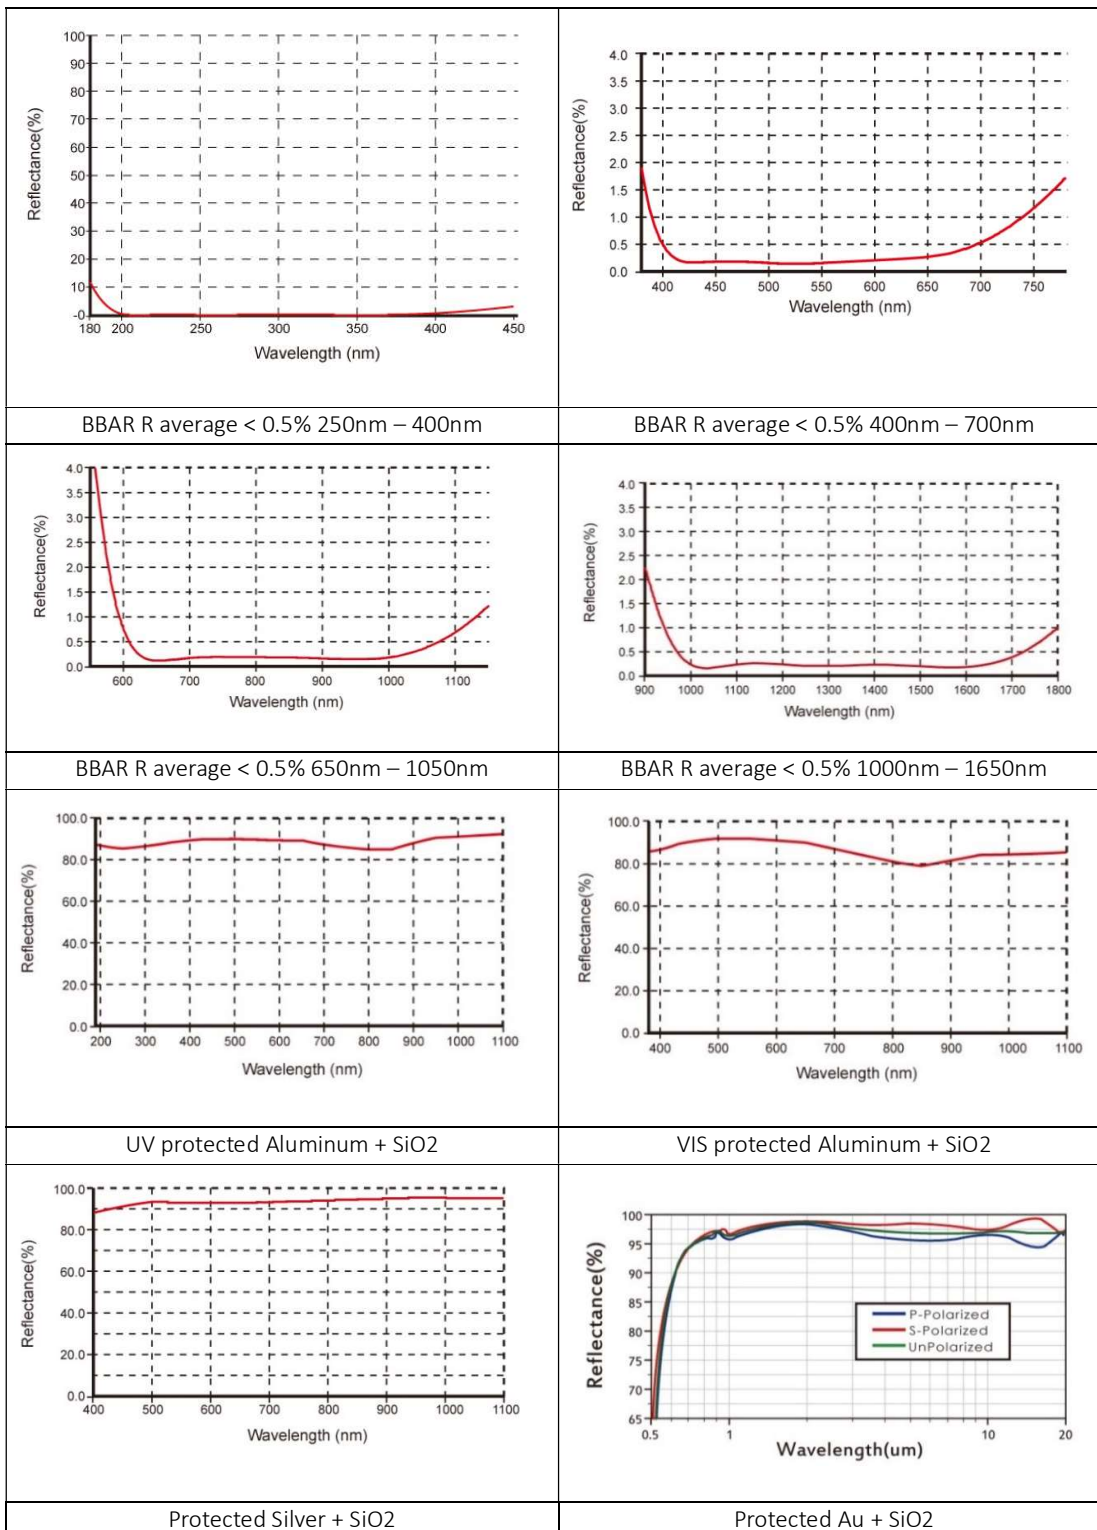 100
90
80
70
60
50
40
30
20
10
-0
Reflectance(%)
180 200 250 300 350 400 450
Wavelength (nm)
4.0
3.5
3.0
2.5
2.0
1.5
1.0
0.5
0.0
Reflectance(%)
400 450 500 550 600 650 700 750
Wavelength (nm)
BBAR R average < 0.5% 250nm – 400nm
BBAR R average < 0.5% 400nm – 700nm
4.0
3.5
3.0
2.5
2.0
1.5
1.0
0.5
0.0
Reflectance(%)
600 700 800 900 1000 1100
Wavelength (nm)
4.0
3.5
3.0
2.5
2.0
1.5
1.0
0.5
0.0
Reflectance(%)
900 1000 1100 1200 1300 1400 1500 1600 1700 1800
Wavelength (nm)
BBAR R average < 0.5% 650nm – 1050nm
BBAR R average < 0.5% 1000nm – 1650nm
100.0
80.0
60.0
40.0
20.0
0.0
Reflectance(%)
200 300 400 500 600 700 800 900 1000 1100
Wavelength (nm)
100.0
80.0
60.0
40.0
20.0
0.0
Reflectance(%)
400 500 600 700 800 900 1000 1100
Wavelength (nm)
UV protected Aluminum + SiO2
VIS protected Aluminum + SiO2
100.0
80.0
60.0
40.0
20.0
0.0
Reflectance(%)
400 500 600 700 800 900 1000 1100
Wavelength (nm)
100
95
90
85
80
75
70
65
Reflectance(%)
P-Polarized
S-Polarized
UnPolarized
0.5 1 10 20
Wavelength(um)
Protected Silver + SiO2
Protected Au + SiO2